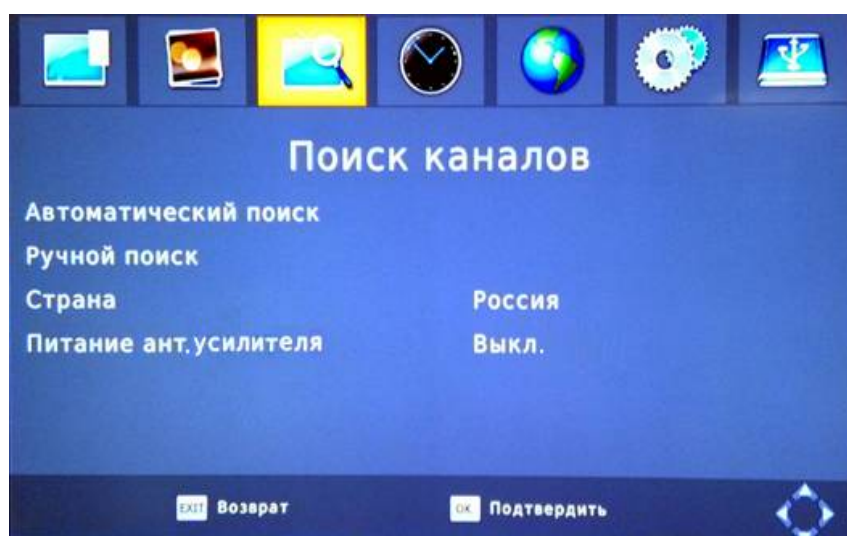 Поиск каналов
Автоматический поиск
Ручной поиск
Страна Россия
Питание ант.усилителя Выкл.
EXIT Возврат OK Подтвердить